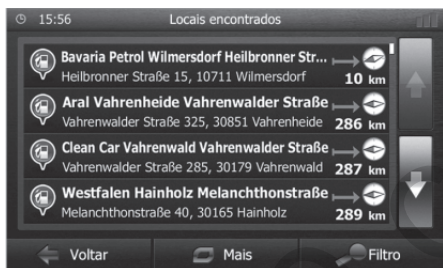 15:56 Locais encontrados
Bavaria Petrol Wilmersdorf Heilbronner Str...
Heilbronner Straße 15, 10711 Wilmersdorf 10 km
Aral Vahrenheide Vahrenwalder Straße
Vahrenwalder Straße 325, 30851 Vahrenheide 286 km
Clean Car Vahrenwald Vahrenwalder Straße
Vahrenwalder Straße 285, 30179 Vahrenwald 287 km
Westfalen Hainholz Melanchthonstraße
Melanchthonstraße 40, 30165 Hainholz 289 km
Voltar Mais Filtro